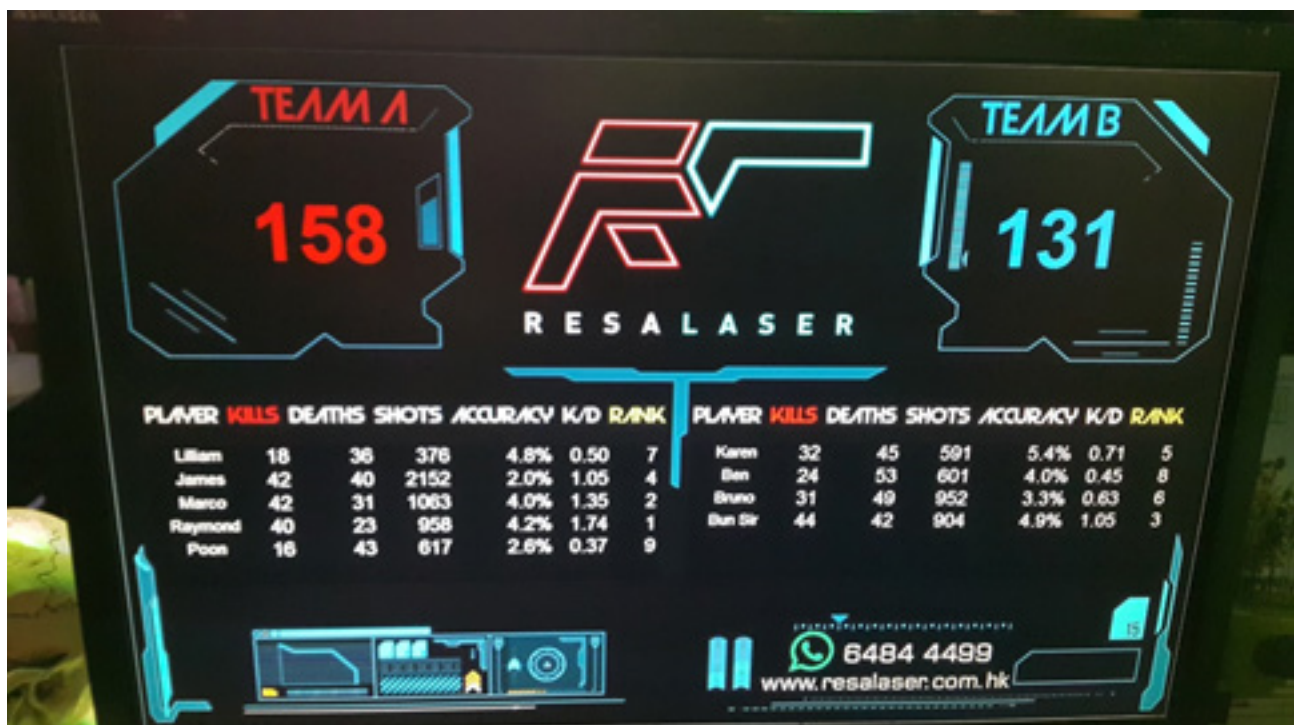 TEAM A
TEAM B
158
131
RESALASER
PLAYER KILLS DEATHS SHOTS ACCURACY K/D RANK
Lilliam 18 36 376 4.8% 0.50 7
James 42 40 2152 2.0% 1.05 4
Marco 42 31 1063 4.0% 1.35 2
Raymond 40 23 958 4.2% 1.74 1
Poon 16 43 617 2.6% 0.37 9
PLAYER KILLS DEATHS SHOTS ACCURACY K/D RANK
Karen 32 45 591 5.4% 0.71 5
Ben 24 53 601 4.0% 0.45 8
Bruno 31 49 952 3.3% 0.63 6
Bun Sir 44 42 904 4.9% 1.05 3
15
6484 4499
www.resalaser.com.hk